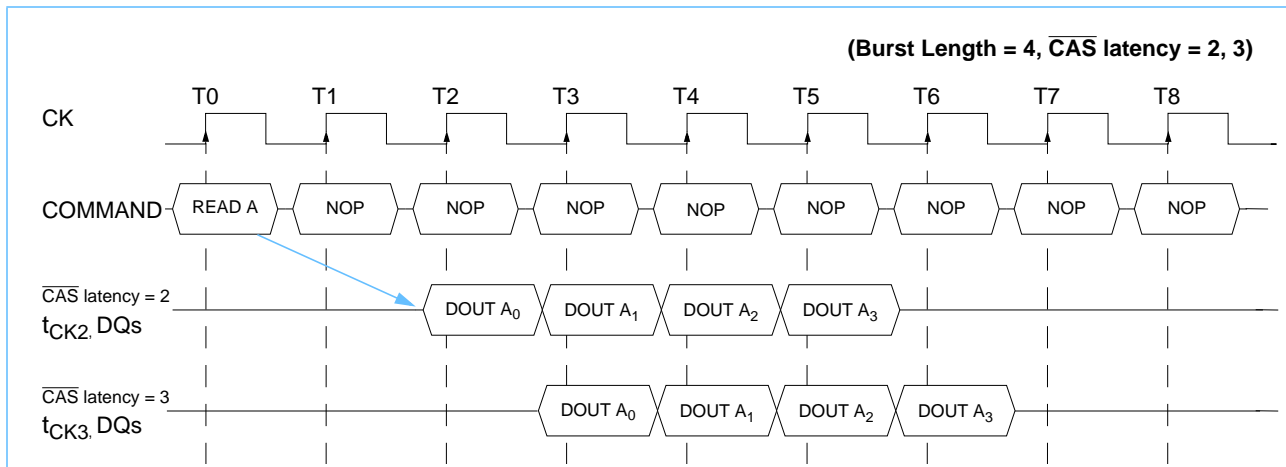 (Burst Length = 4, CAS latency = 2, 3)
T0 T1 T2 T3 T4 T5 T6 T7 T8
CK
COMMAND READ A NOP NOP NOP NOP NOP NOP NOP NOP
CAS latency = 2
tCK2, DQs DOUT A0 DOUT A1 DOUT A2 DOUT A3
CAS latency = 3
tCK3, DQs DOUT A0 DOUT A1 DOUT A2 DOUT A3